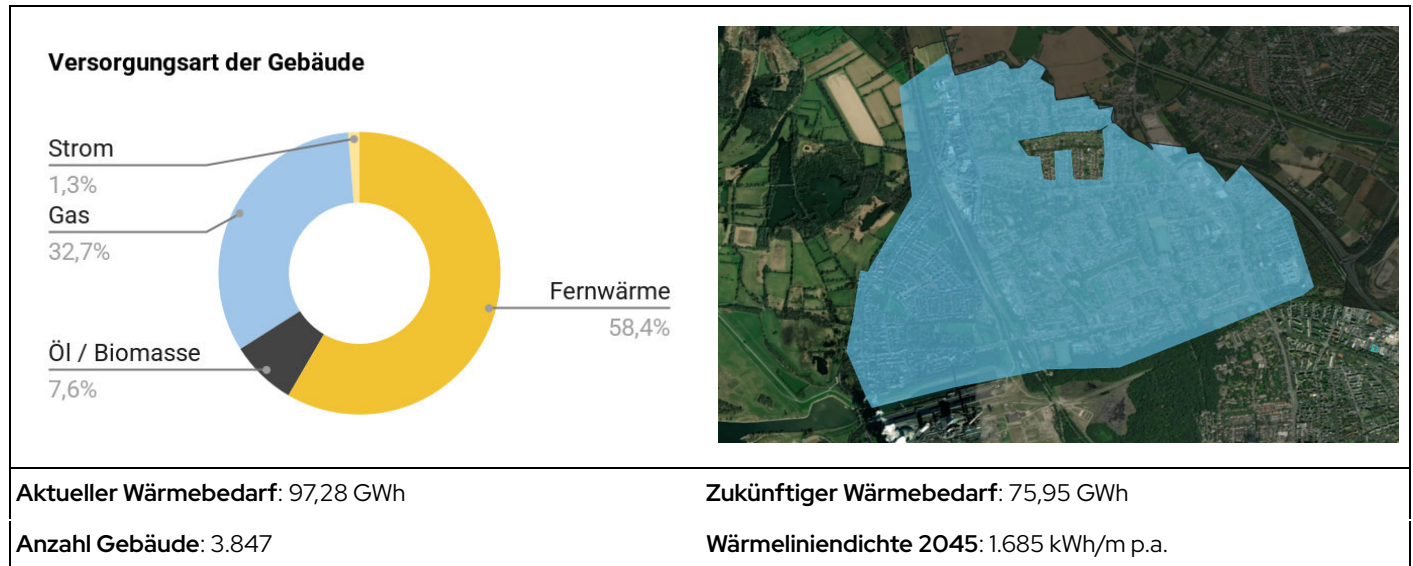 Versorgungsart der Gebäude
Strom
1,3%
Gas
32,7%
Fernwärme
58,4%
Öl / Biomasse
7,6%
Aktueller Wärmebedarf: 97,28 GWh
Zukünftiger Wärmebedarf: 75,95 GWh
Anzahl Gebäude: 3.847
Wärmeliniendichte 2045: 1.685 kWh/m p.a.